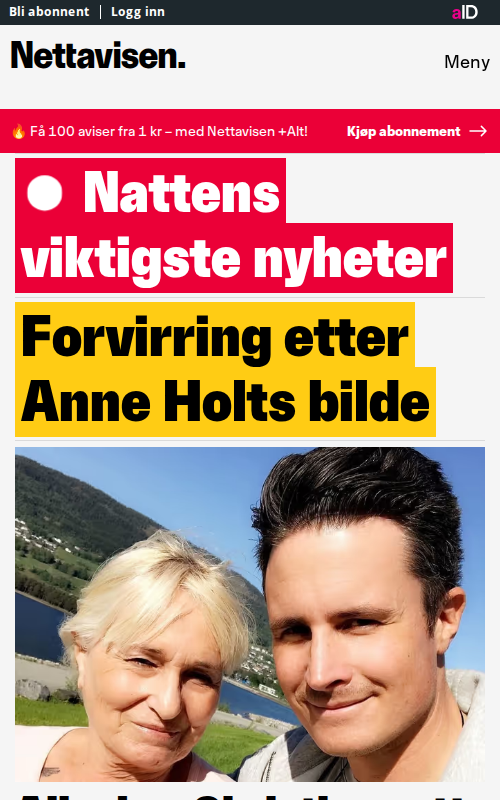 Bli abonnent
Logg inn
aID
Nettavisen.
Meny
🔥 Få 100 aviser fra 1 kr – med Nettavisen +Alt!
Kjøp abonnement →
Nattens
viktigste nyheter
Forvirring etter
Anne Holts bilde